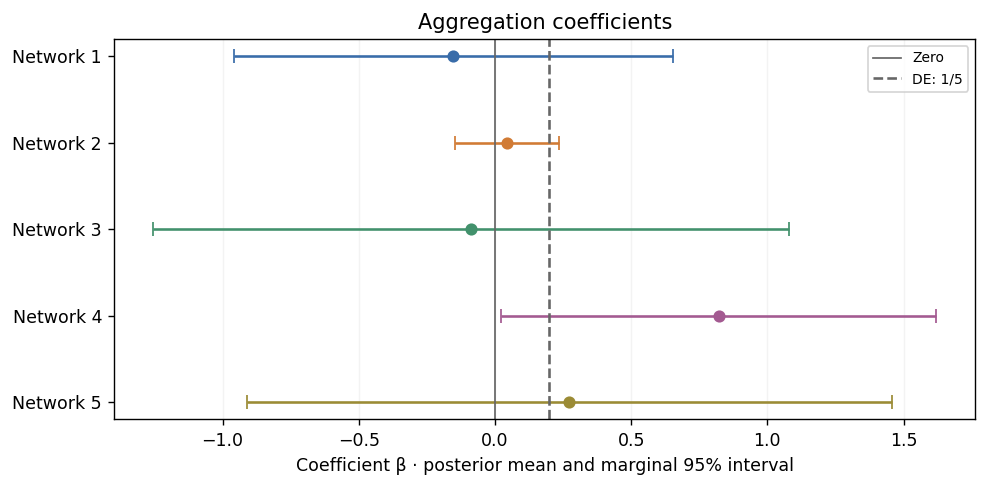 Aggregation coefficients
Network 1
Network 2
Network 3
Network 4
Network 5
Zero
DE: 1/5
−1.0 −0.5 0.0 0.5 1.0 1.5
Coefficient β · posterior mean and marginal 95% interval